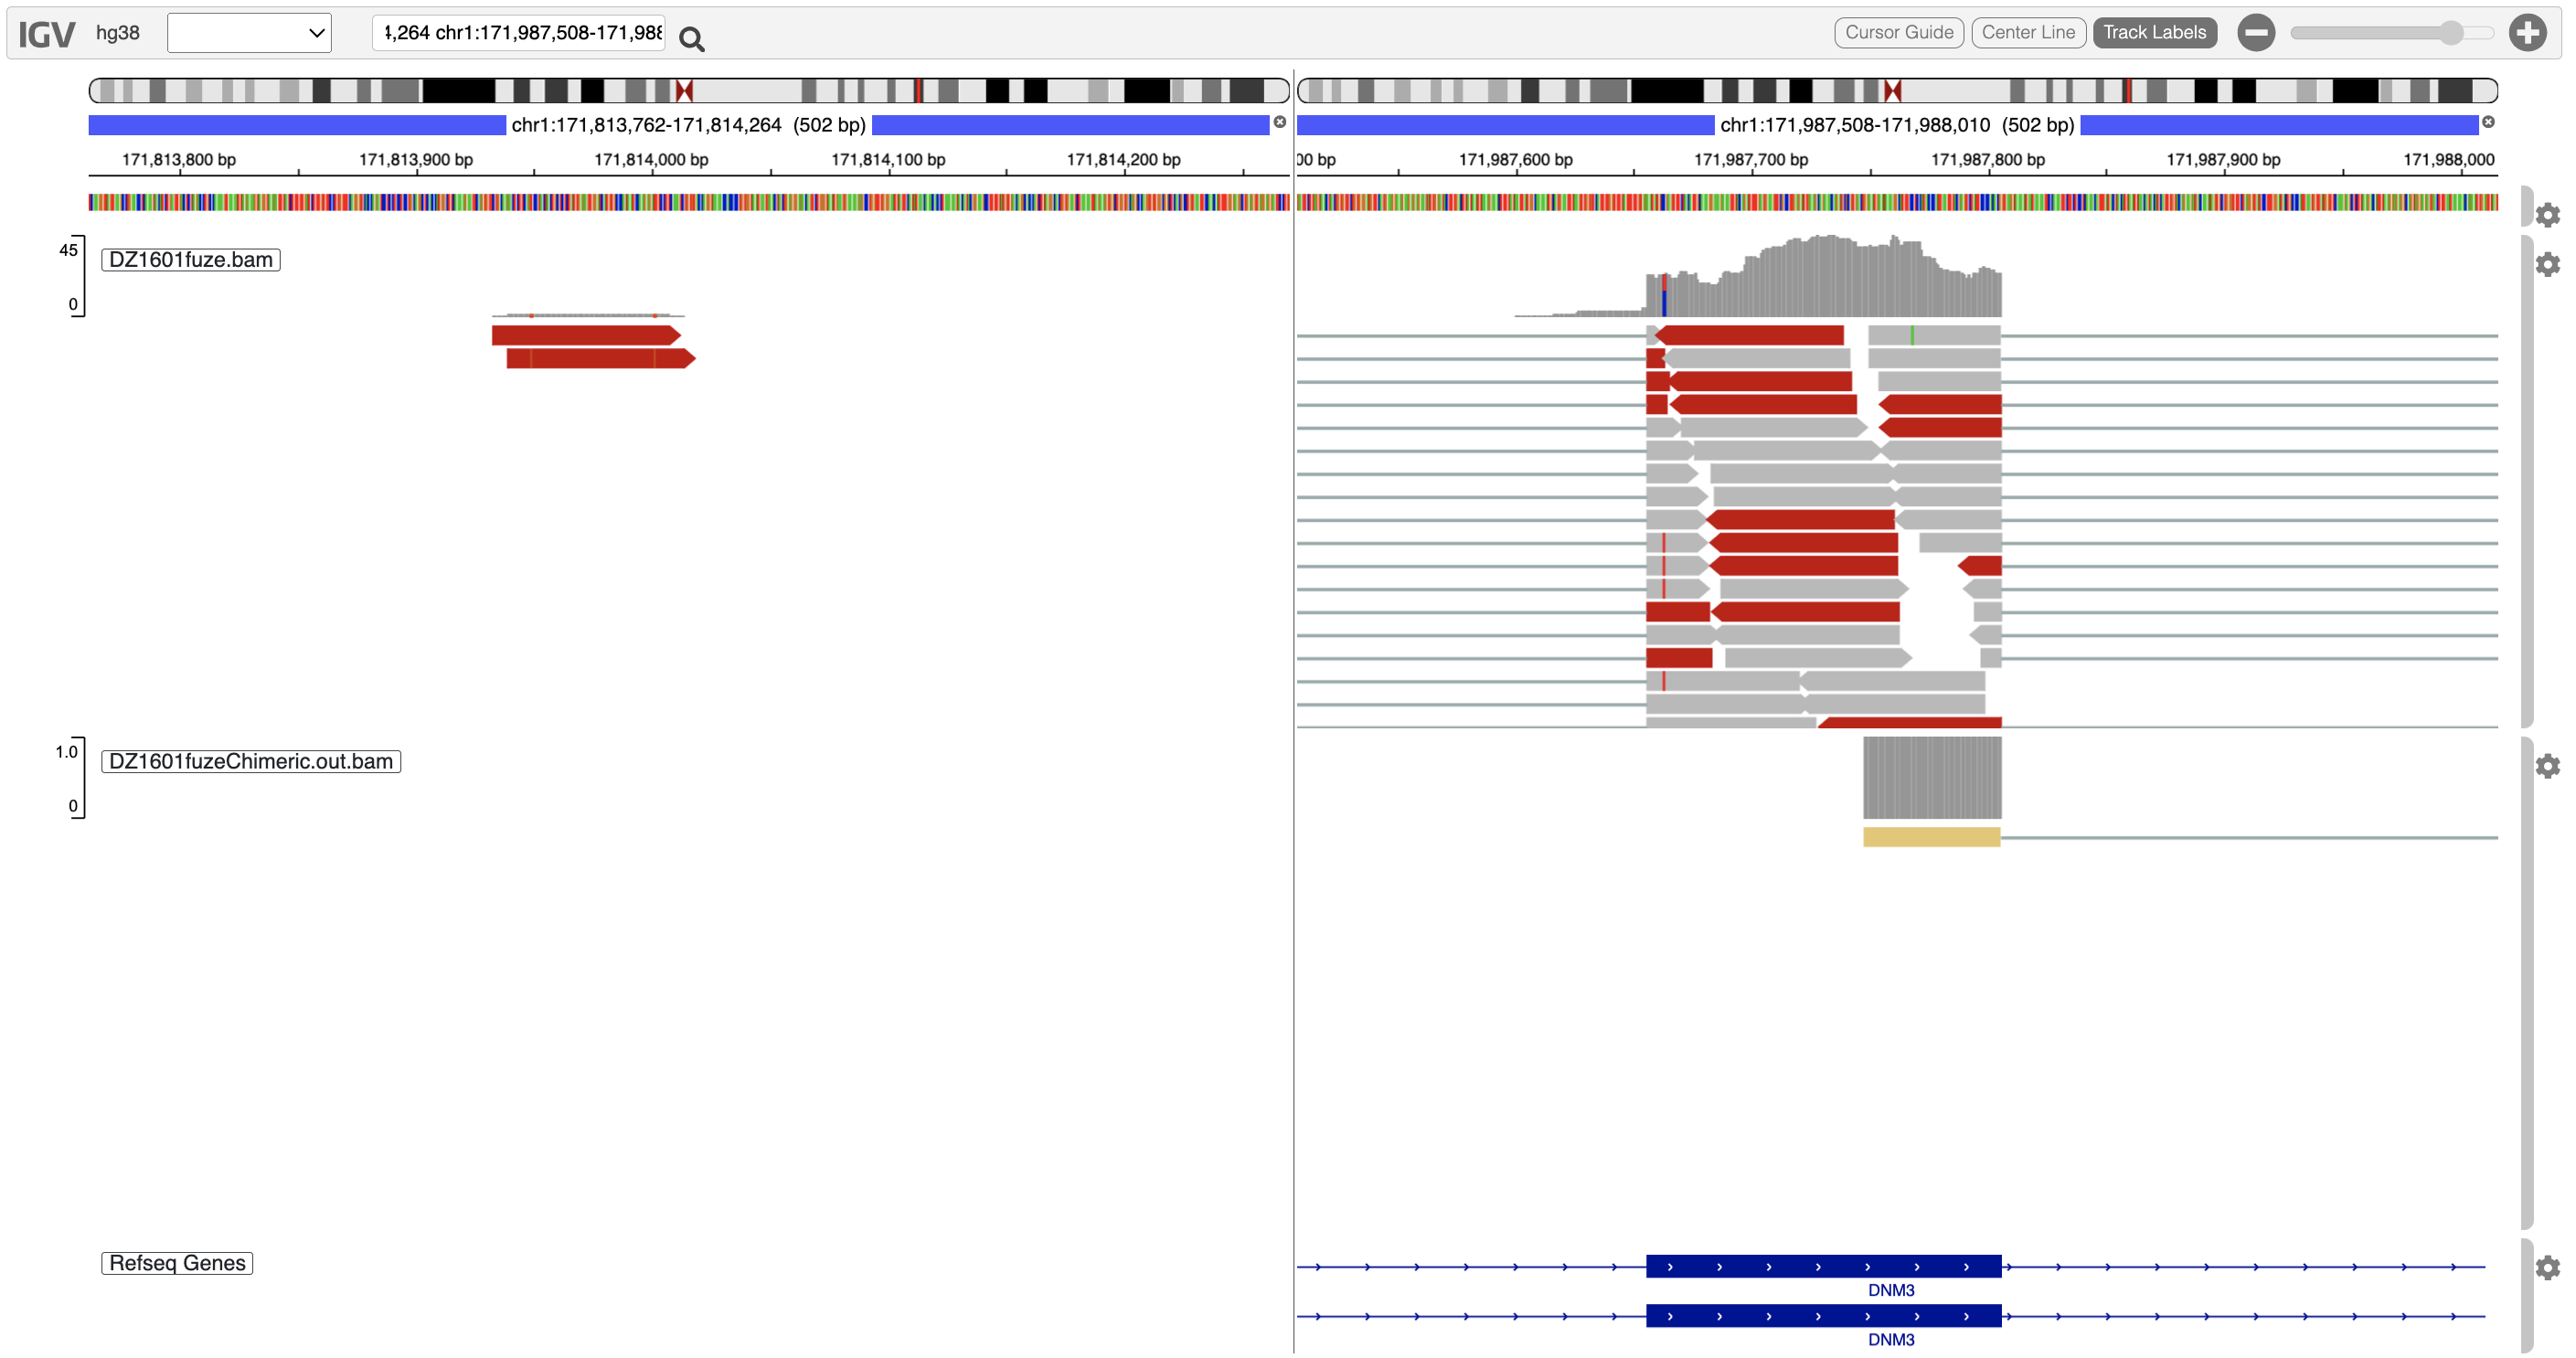 IGV hg38 4,264 chr1:171,987,508-171,988 Cursor Guide Center Line Track Labels
chr1:171,813,762-171,814,264 (502 bp) chr1:171,987,508-171,988,010 (502 bp)
171,813,800 bp 171,813,900 bp 171,814,000 bp 171,814,100 bp 171,814,200 bp 00 bp 171,987,600 bp 171,987,700 bp 171,987,800 bp 171,987,900 bp 171,988,000
45
DZ1601fuze.bam
0
1.0
DZ1601fuzeChimeric.out.bam
0
Refseq Genes
DNM3
DNM3